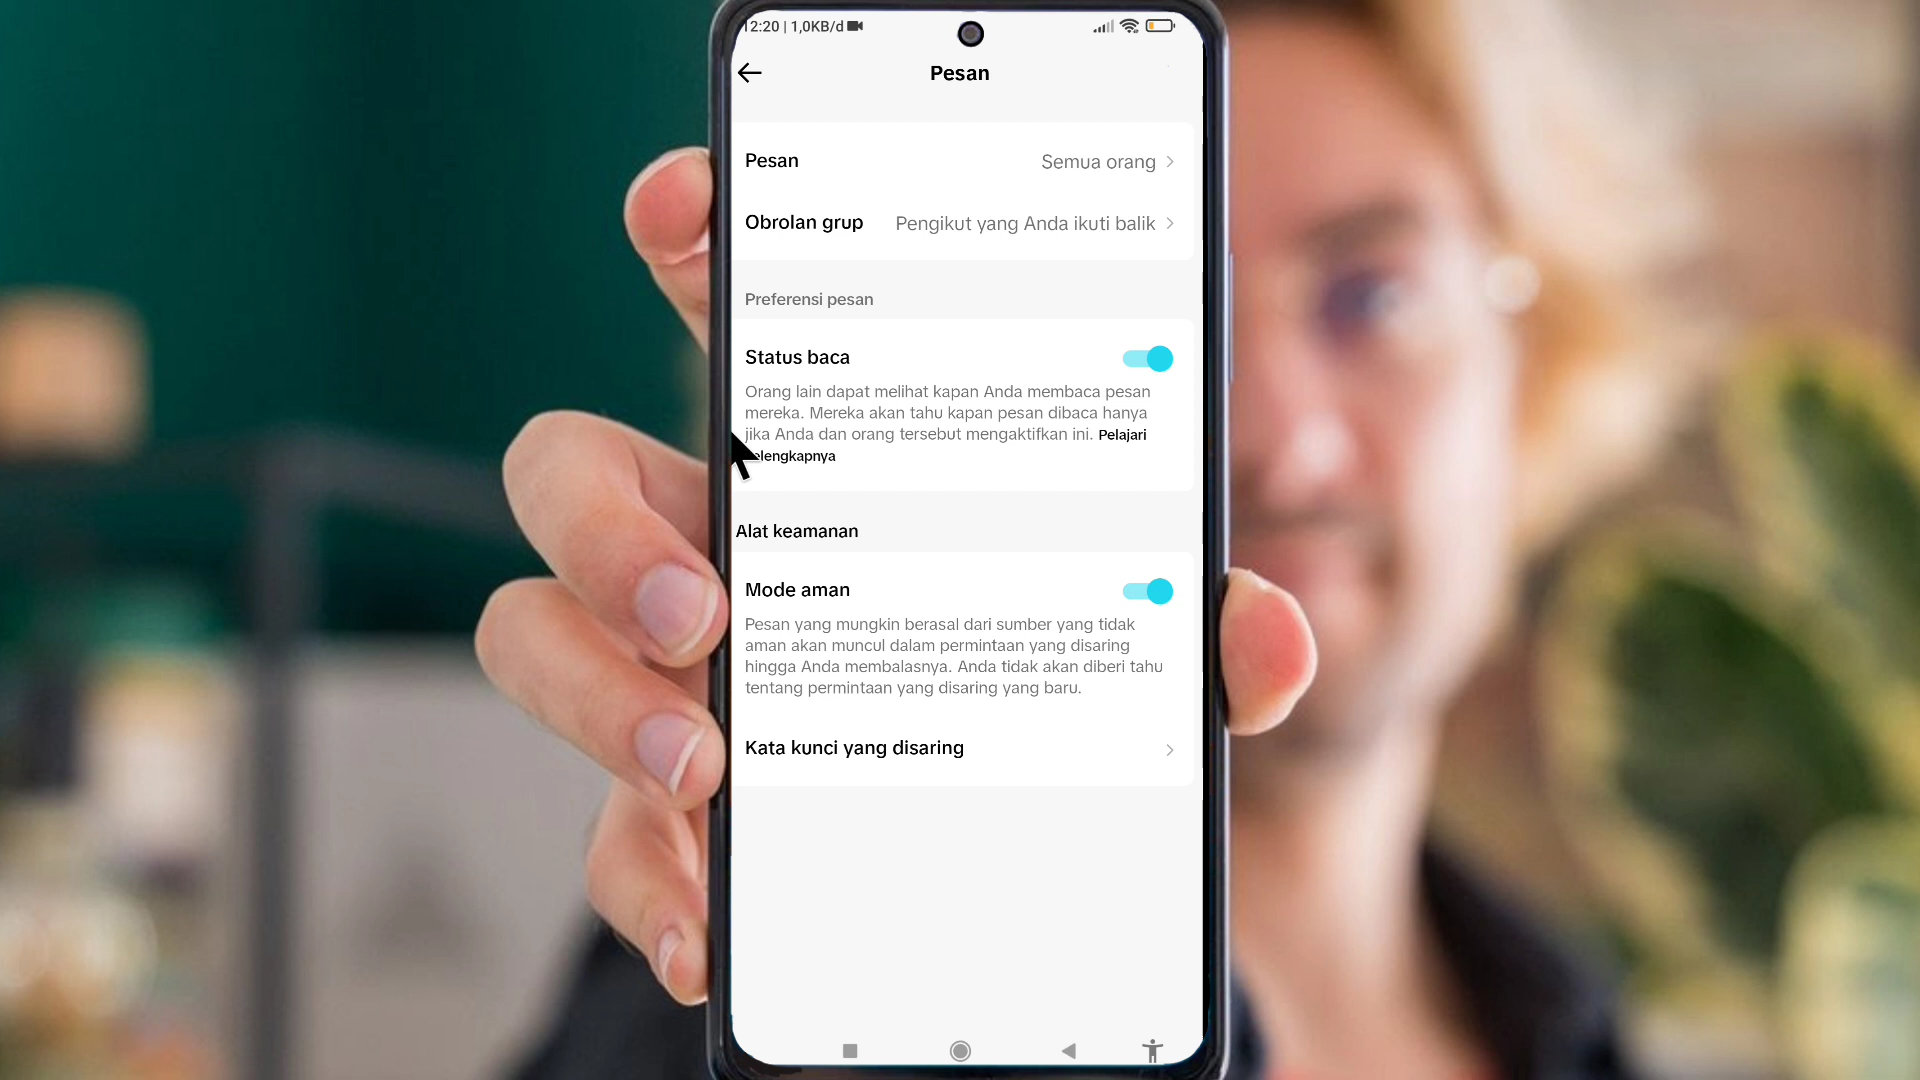 12:20 | 1,0KB/d
Pesan
Pesan Semua orang
Obrolan grup Pengikut yang Anda ikuti balik
Preferensi pesan
Status baca
Orang lain dapat melihat kapan Anda membaca pesan
mereka. Mereka akan tahu kapan pesan dibaca hanya
jika Anda dan orang tersebut mengaktifkan ini. Pelajari
selengkapnya
Alat keamanan
Mode aman
Pesan yang mungkin berasal dari sumber yang tidak
aman akan muncul dalam permintaan yang disaring
hingga Anda membalasnya. Anda tidak akan diberi tahu
tentang permintaan yang disaring yang baru.
Kata kunci yang disaring